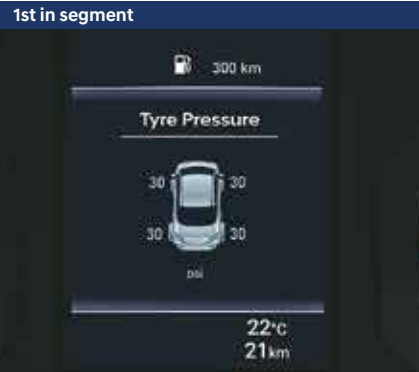 1st in segment
300 km
Tyre Pressure
30 30
30 30
psi
22°C
21km